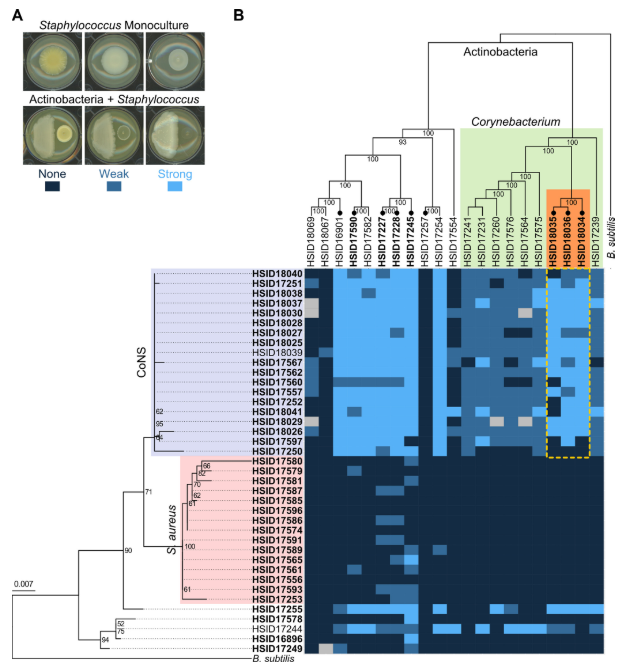 A
Staphylococcus Monoculture
Actinobacteria + Staphylococcus
None Weak Strong
B
Actinobacteria
Corynebacterium
100
93
100
100
100
100
100
100
100
100
100
100
100
HSID18069
HSID18067
HSID16901
HSID17590
HSID17582
HSID17227
HSID17228
HSID17245
HSID17257
HSID17254
HSID17554
HSID17241
HSID17231
HSID17260
HSID17576
HSID17564
HSID17575
HSID18035
HSID18036
HSID18034
HSID17239
B. subtilis
CoNS
HSID18040
HSID17251
HSID18038
HSID18037
HSID18030
HSID18028
HSID18027
HSID18025
HSID18039
HSID17567
HSID17562
HSID17560
HSID17557
HSID17252
62 HSID18041
95 HSID18029
HSID18026
64 HSID17597
HSID17250
S. aureus
HSID17580
66 HSID17579
62 HSID17581
70 HSID17587
62 HSID17585
61 HSID17596
HSID17586
HSID17574
HSID17591
100 HSID17589
HSID17565
HSID17561
HSID17556
61 HSID17593
HSID17253
71
90
0.007
HSID17255
HSID17578
52 HSID17244
75 HSID16896
94 HSID17249
B. subtilis